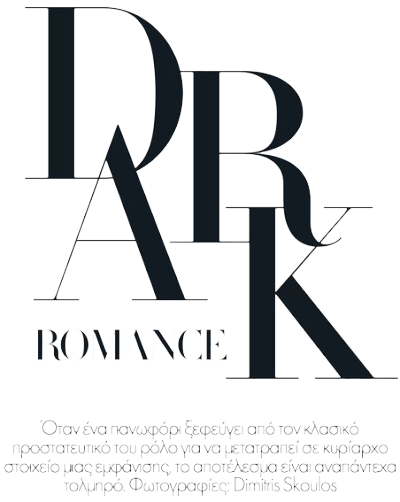 DARK
ROMANCE
Όταν ένα πανωφόρι ξεφεύγει από τον κλασικό
προστατευτικό του ρόλο για να μετατραπεί σε κυρίαρχο
στοιχείο μιας εμφάνισης, το αποτέλεσμα είναι αναπάντεχα
τολμηρό. Φωτογραφίες: Dimitris Skoulos